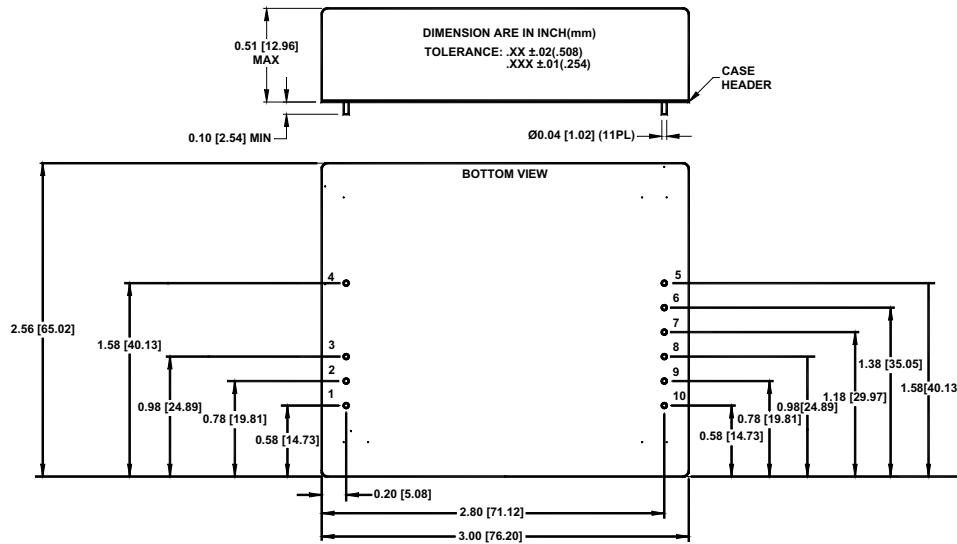 0.51 [12.96]
MAX
DIMENSION ARE IN INCH(mm)
TOLERANCE: .XX ±.02(.508)
.XXX ±.01(.254)
CASE
HEADER
0.10 [2.54] MIN
Ø0.04 [1.02] (11PL)
BOTTOM VIEW
4
5
6
7
3
8
2
9
1
10
2.56 [65.02]
1.58 [40.13]
0.98 [24.89]
0.78 [19.81]
0.58 [14.73]
0.58 [14.73]
0.78 [19.81]
0.98[24.89]
1.18 [29.97]
1.38 [35.05]
1.58[40.13]
0.20 [5.08]
2.80 [71.12]
3.00 [76.20]